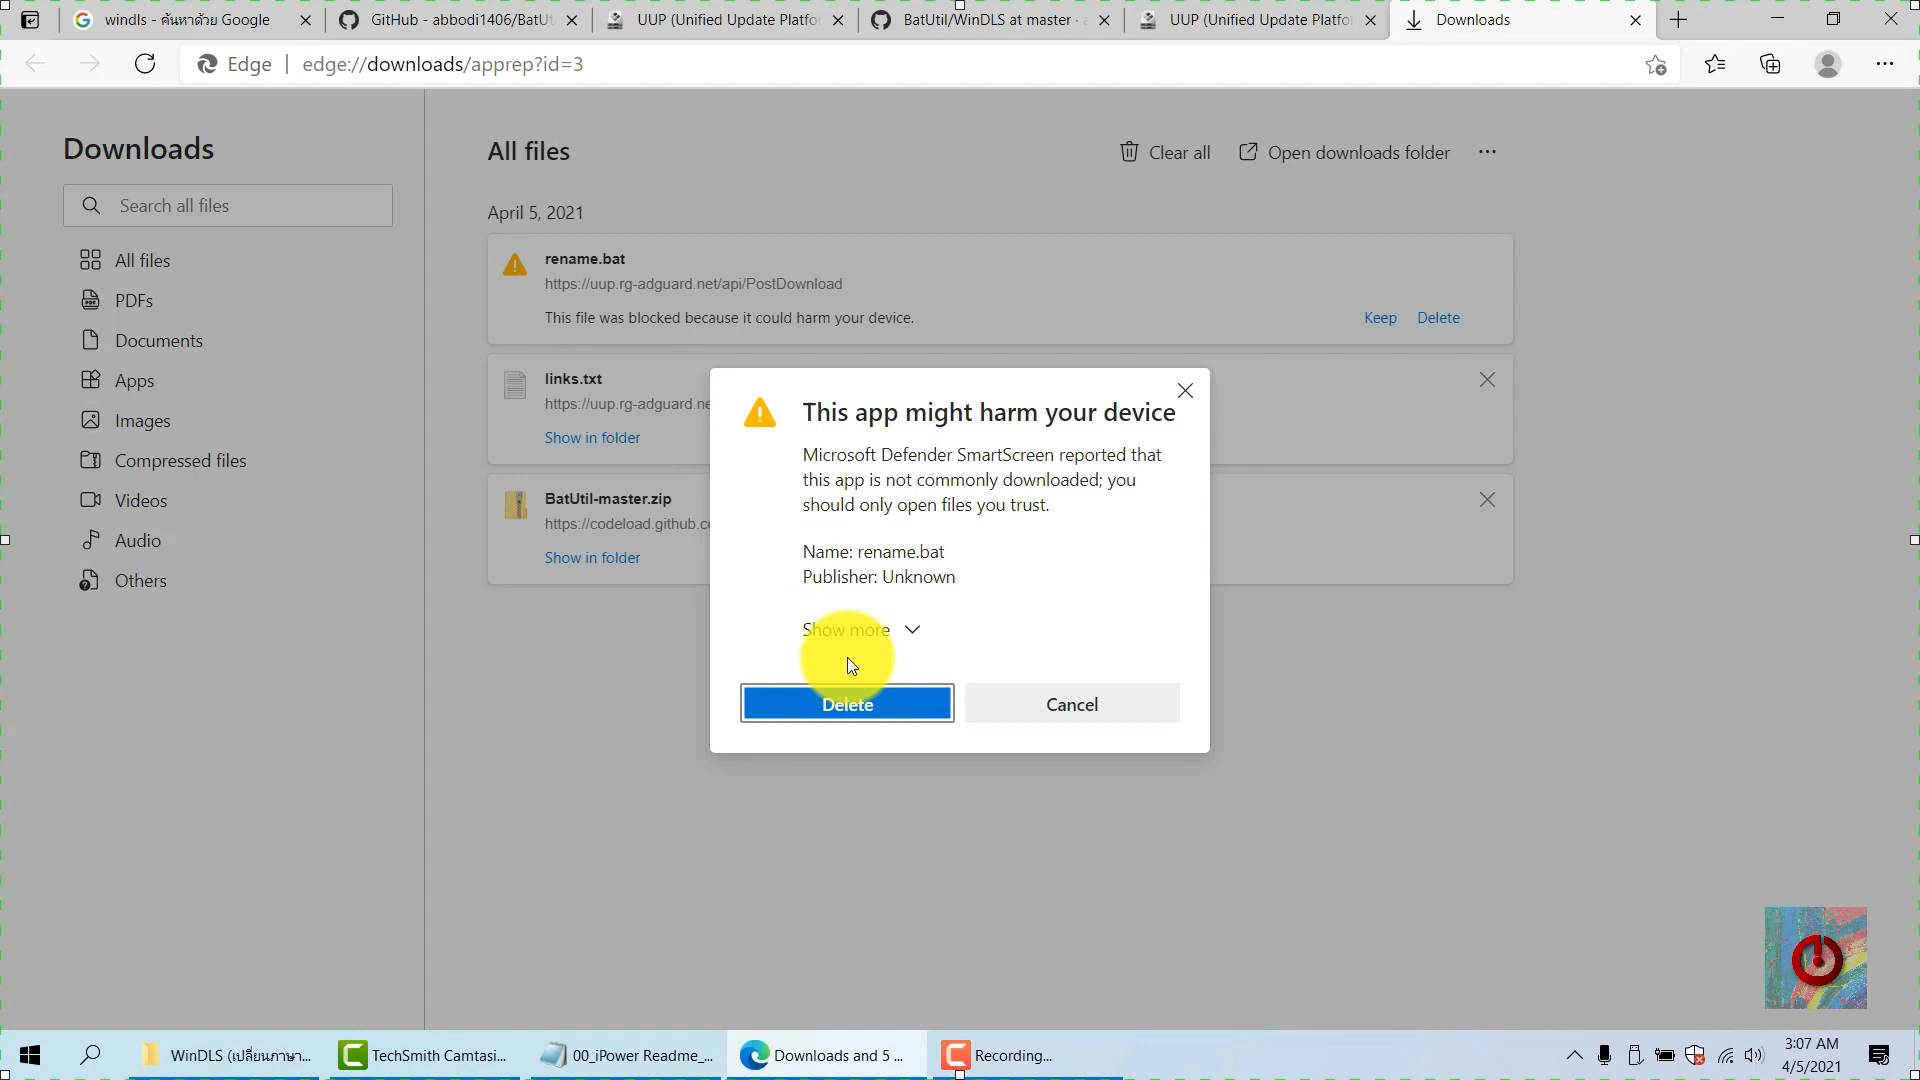 windls - ค้นหาด้วย Google
GitHub - abbodi1406/BatUt
UUP (Unified Update Platfo
BatUtil/WinDLS at master · a
UUP (Unified Update Platfo
Downloads
Edge
edge://downloads/apprep?id=3
Downloads
Search all files
All files
PDFs
Documents
Apps
Images
Compressed files
Videos
Audio
Others
All files
Clear all
Open downloads folder
April 5, 2021
rename.bat
https://uup.rg-adguard.net/api/PostDownload
This file was blocked because it could harm your device.
Keep
Delete
links.txt
https://uup.rg-adguard.ne
Show in folder
BatUtil-master.zip
https://codeload.github.co
Show in folder
This app might harm your device
Microsoft Defender SmartScreen reported that
this app is not commonly downloaded; you
should only open files you trust.
Name: rename.bat
Publisher: Unknown
Show more
Delete
Cancel
WinDLS (เปลี่ยนภาษา...
TechSmith Camtasi...
00_iPower Readme_...
Downloads and 5 ...
Recording...
3:07 AM
4/5/2021